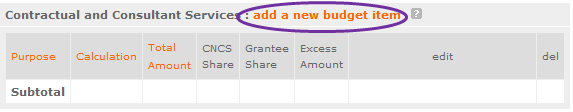 Contractual and Consultant Services : add a new budget item ?
Purpose Calculation Total Amount CNCS Share Grantee Share Excess Amount edit del
Subtotal